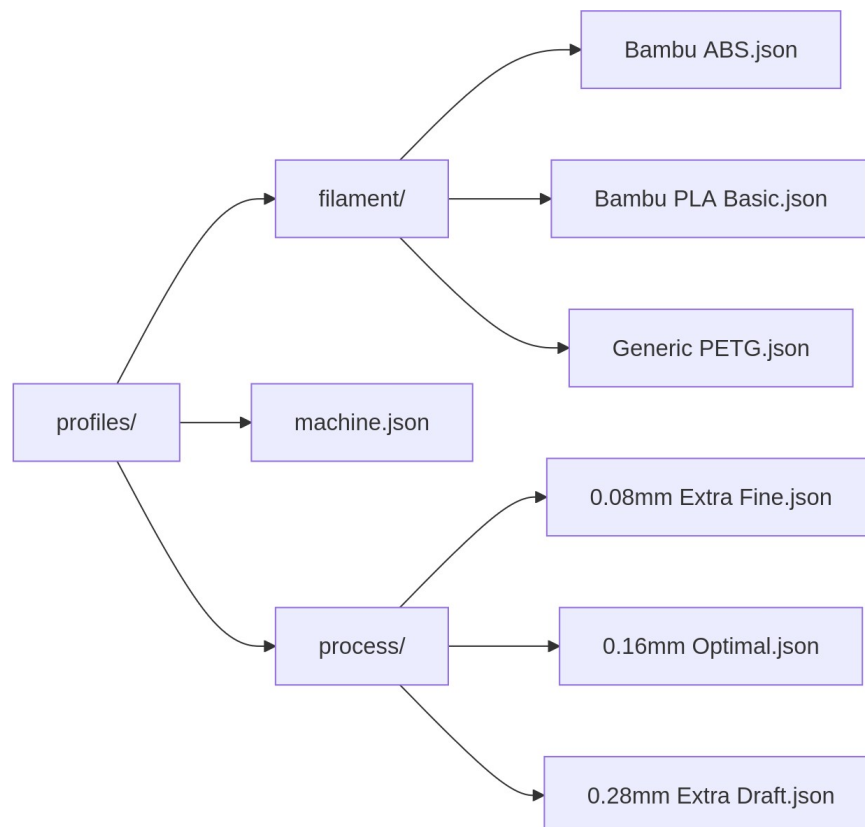 Bambu ABS.json
filament/
Bambu PLA Basic.json
Generic PETG.json
profiles/
machine.json
0.08mm Extra Fine.json
process/
0.16mm Optimal.json
0.28mm Extra Draft.json